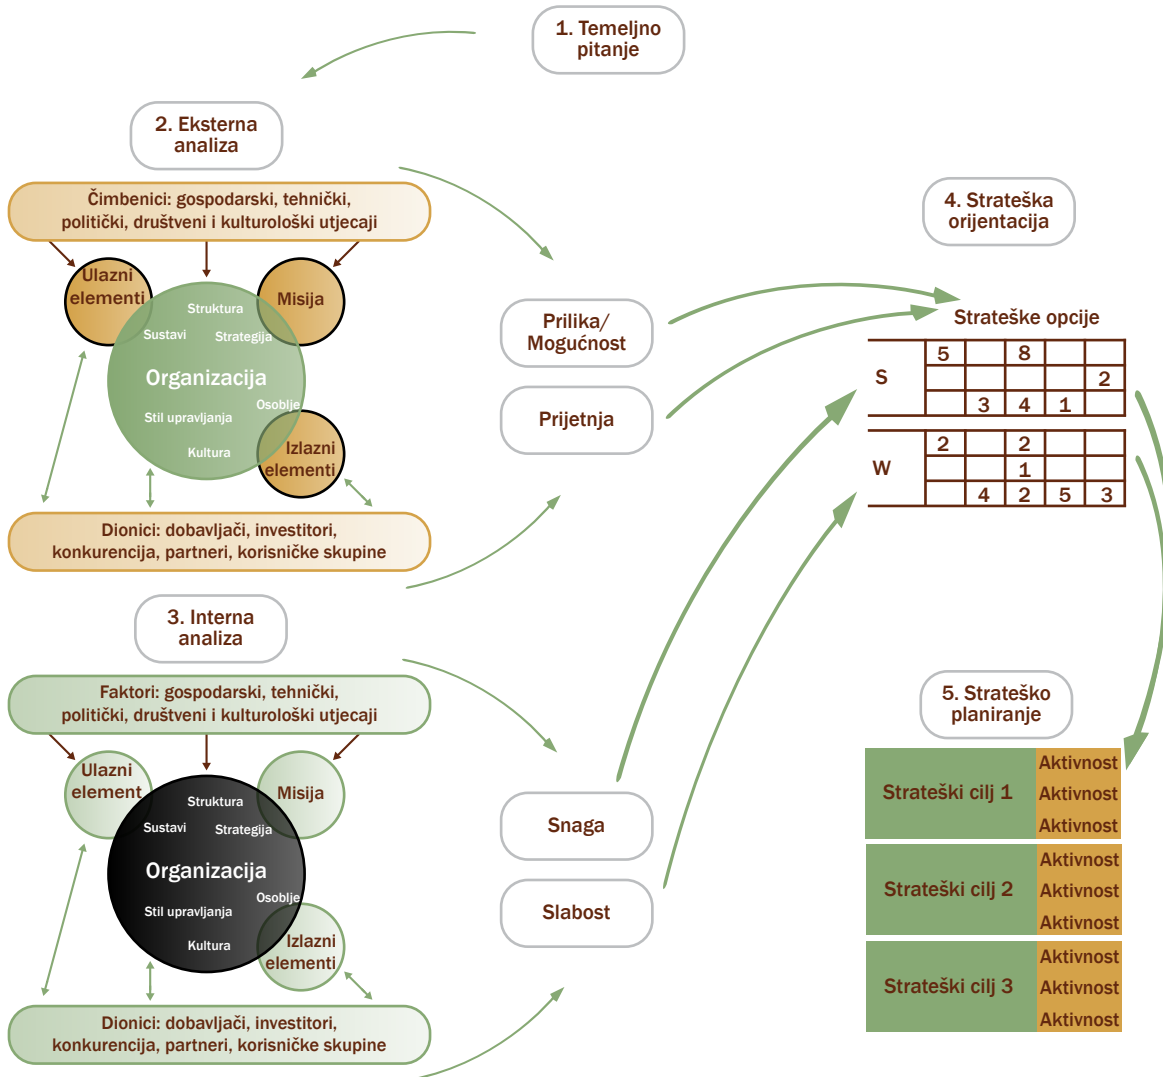 1. Temeljno
pitanje
2. Eksterna
analiza
Čimbenici: gospodarski, tehnički,
politički, društveni i kulturološki utjecaji
Ulazni
elementi
Misija
Struktura
Sustavi
Strategija
Organizacija
Osoblje
Stil upravljanja
Kultura
Izlazni
elementi
Dionici: dobavljači, investitori,
konkurencija, partneri, korisničke skupine
Prilika/
Mogućnost
Prijetnja
3. Interna
analiza
Faktori: gospodarski, tehnički,
politički, društveni i kulturološki utjecaji
Ulazni
element
Misija
Struktura
Sustavi
Strategija
Organizacija
Osoblje
Stil upravljanja
Kultura
Izlazni
elementi
Dionici: dobavljači, investitori,
konkurencija, partneri, korisničke skupine
Snaga
Slabost
4. Strateška
orijentacija
Strateške opcije
S
5 8
2
3 4 1
W
2 2
1
4 2 5 3
5. Strateško
planiranje
Strateški cilj 1
Aktivnost
Aktivnost
Aktivnost
Strateški cilj 2
Aktivnost
Aktivnost
Aktivnost
Strateški cilj 3
Aktivnost
Aktivnost
Aktivnost